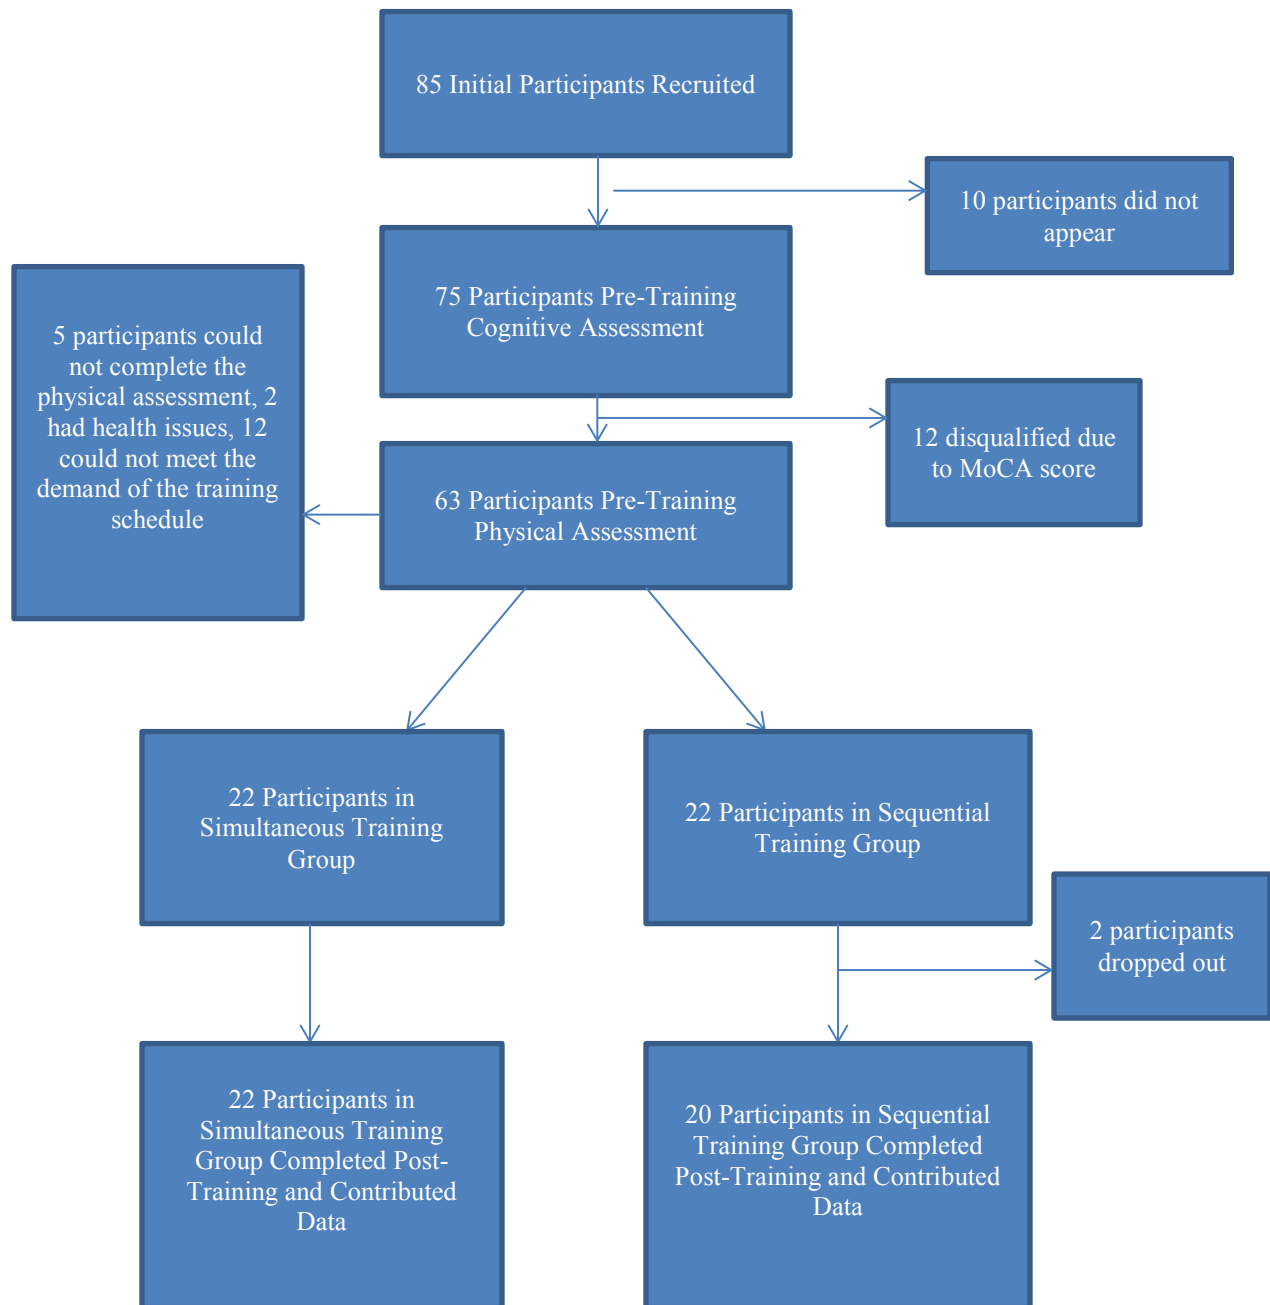 85 Initial Participants Recruited
10 participants did not
appear
75 Participants Pre-Training
Cognitive Assessment
5 participants could
not complete the
physical assessment, 2
had health issues, 12
could not meet the
demand of the training
schedule
12 disqualified due
to MoCA score
63 Participants Pre-Training
Physical Assessment
22 Participants in
Simultaneous Training
Group
22 Participants in Sequential
Training Group
2 participants
dropped out
22 Participants in
Simultaneous Training
Group Completed Post-
Training and Contributed
Data
20 Participants in Sequential
Training Group Completed
Post-Training and Contributed
Data